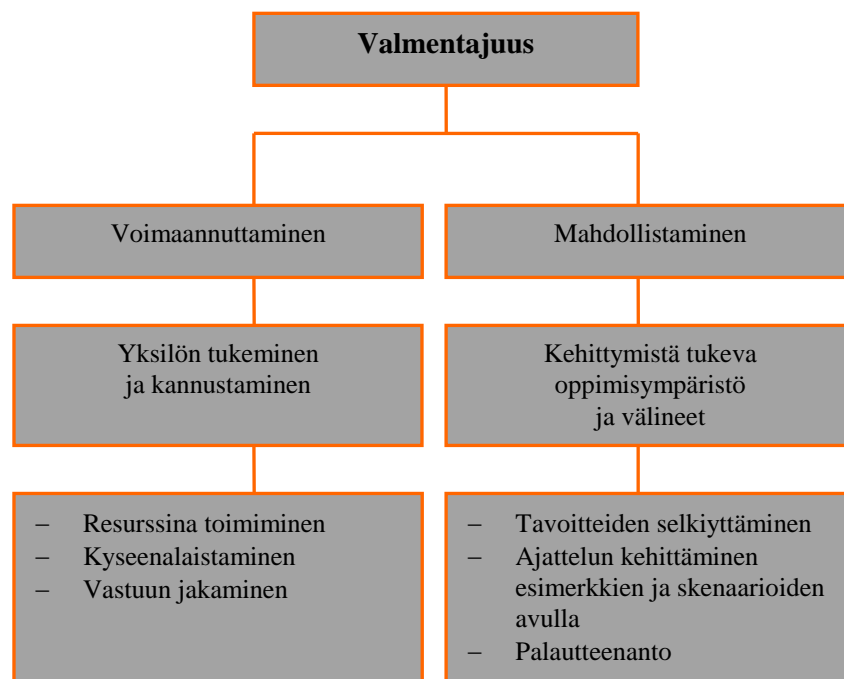 Valmentajuus
Voimaannuttaminen
Mahdollistaminen
Yksilön tukeminen
ja kannustaminen
Kehittymistä tukeva
oppimisympäristö
ja välineet
– Resurssina toimiminen
– Kyseenalaistaminen
– Vastuun jakaminen
– Tavoitteiden selkiyttäminen
– Ajattelun kehittäminen
esimerkkien ja skenaarioiden
avulla
– Palautteenanto